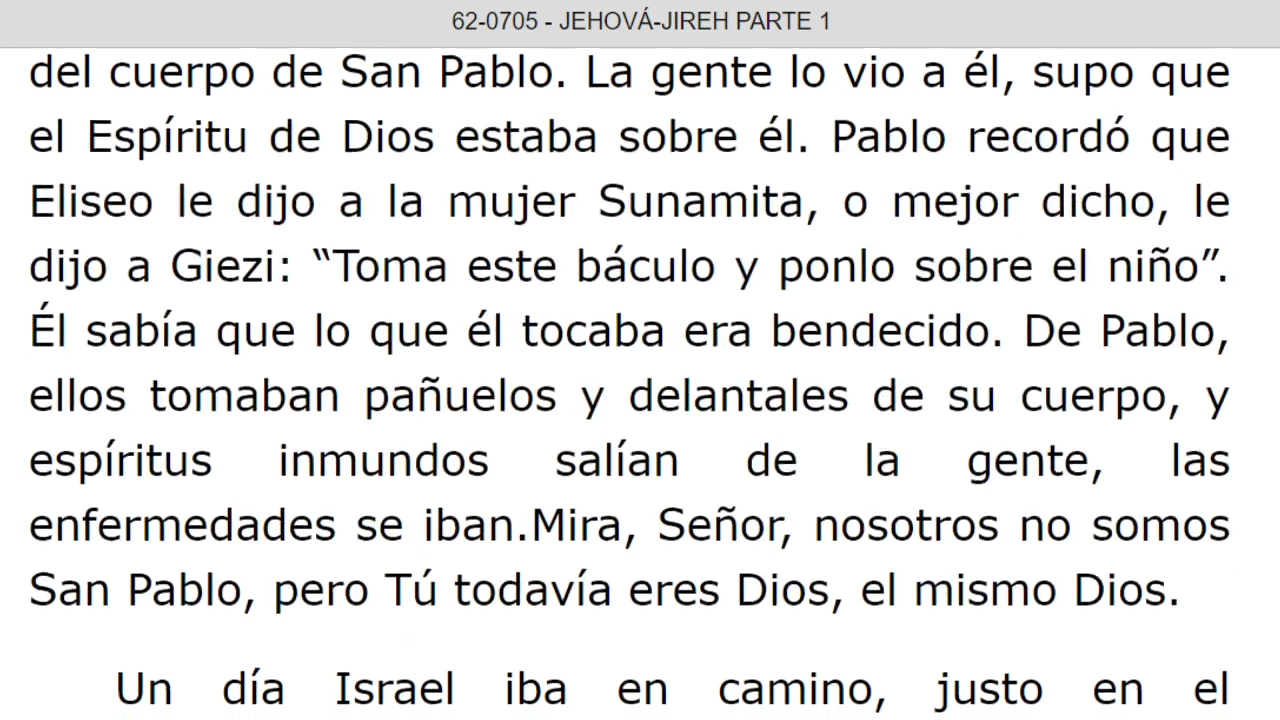 62-0705 - JEHOVÁ-JIREH PARTE 1
del cuerpo de San Pablo. La gente lo vio a él, supo que
el Espíritu de Dios estaba sobre él. Pablo recordó que
Eliseo le dijo a la mujer Sunamita, o mejor dicho, le
dijo a Giezi: “Toma este báculo y ponlo sobre el niño”.
Él sabía que lo que él tocaba era bendecido. De Pablo,
ellos tomaban pañuelos y delantales de su cuerpo, y
espíritus inmundos salían de la gente, las
enfermedades se iban.Mira, Señor, nosotros no somos
San Pablo, pero Tú todavía eres Dios, el mismo Dios.
Un día Israel iba en camino, justo en el